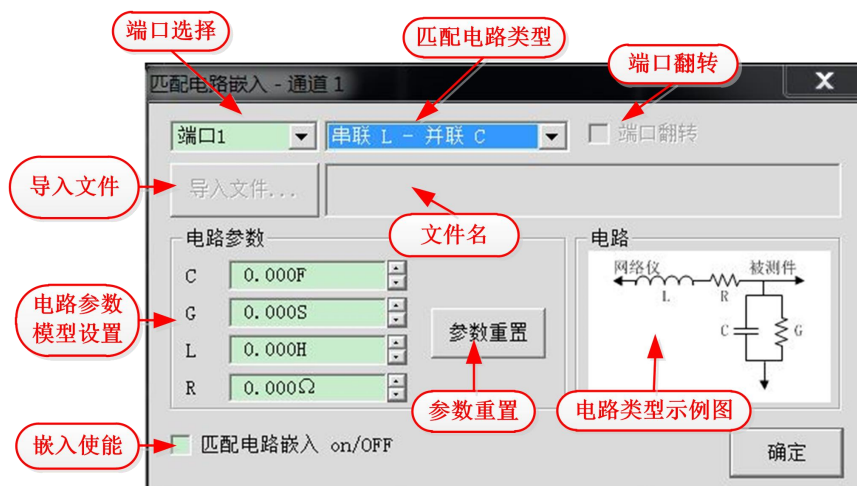 端口选择
匹配电路类型
端口翻转
匹配电路嵌入 - 通道 1
X
端口1
串联 L - 并联 C
端口翻转
导入文件
导入文件...
文件名
电路参数
电路
C
0.000F
G
0.000S
L
0.000H
R
0.000Ω
电路参数
模型设置
参数重置
参数重置
网络仪
被测件
L
R
C
G
电路类型示例图
嵌入使能
匹配电路嵌入 on/OFF
确定